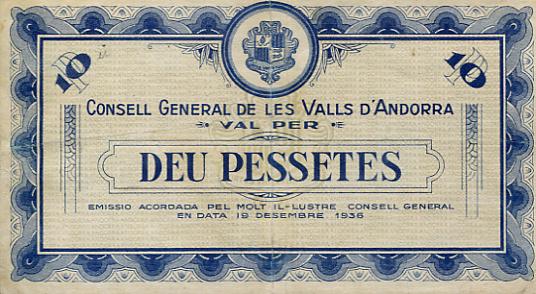 10 10
CONSELL GENERAL DE LES VALLS D'ANDORRA
VAL PER
DEU PESSETES
EMISSIO ACORDADA PEL MOLT IL-LUSTRE CONSELL GENERAL
EN DATA 19 DESEMBRE 1936